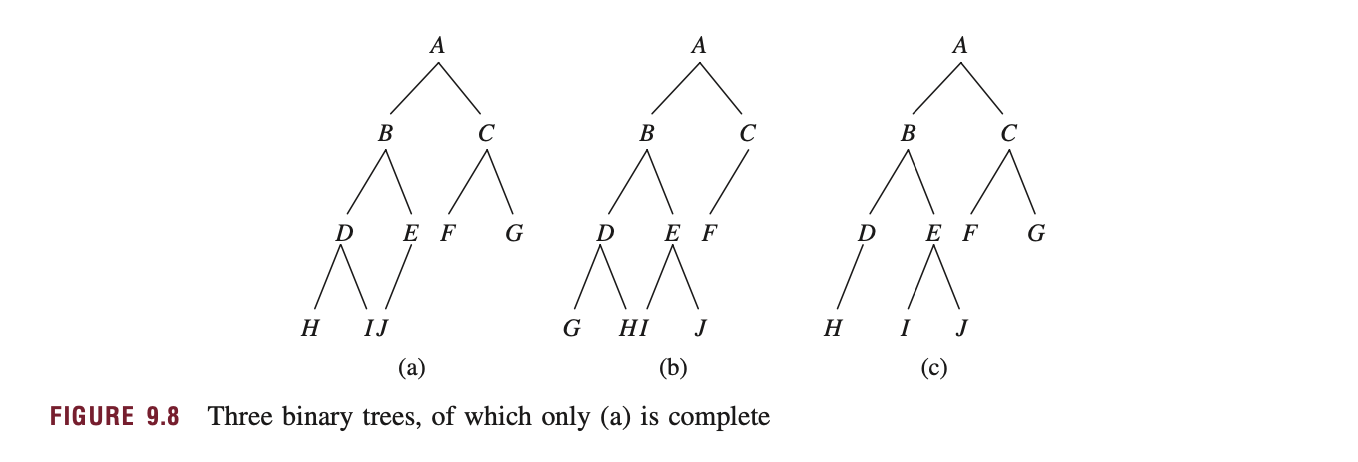 A A A
B C B C B C
D E F G D E F D E F G
H I J G H I J H I J
(a) (b) (c)
FIGURE 9.8 Three binary trees, of which only (a) is complete